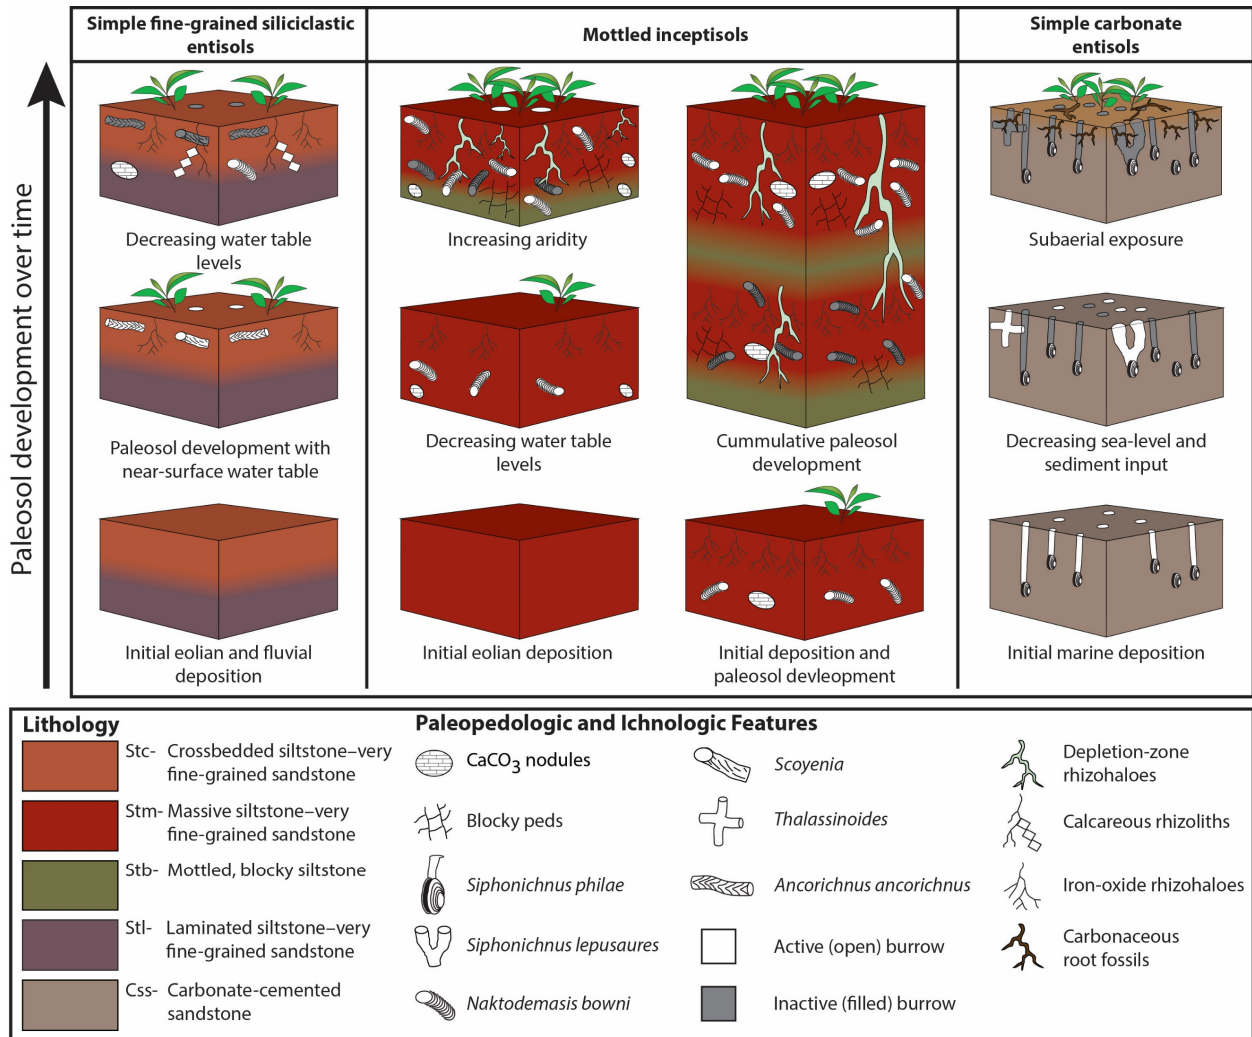 Simple fine-grained siliciclastic
entisols
Mottled inceptisols
Simple carbonate
entisols
Paleosol development over time
Decreasing water table
levels
Increasing aridity
Subaerial exposure
Paleosol development with
near-surface water table
Decreasing water table
levels
Cummulative paleosol
development
Decreasing sea-level and
sediment input
Initial eolian and fluvial
deposition
Initial eolian deposition
Initial deposition and
paleosol devleopment
Initial marine deposition
Lithology
Stc- Crossbedded siltstone–very
fine-grained sandstone
Stm- Massive siltstone–very
fine-grained sandstone
Stb- Mottled, blocky siltstone
Stl- Laminated siltstone–very
fine-grained sandstone
Css- Carbonate-cemented
sandstone
Paleopedologic and Ichnologic Features
CaCO3 nodules
Blocky peds
Siphonichnus philae
Siphonichnus lepusaures
Naktodemasis bowni
Scoyenia
Thalassinoides
Ancorichnus ancorichnus
Active (open) burrow
Inactive (filled) burrow
Depletion-zone
rhizohaloes
Calcareous rhizoliths
Iron-oxide rhizohaloes
Carbonaceous
root fossils